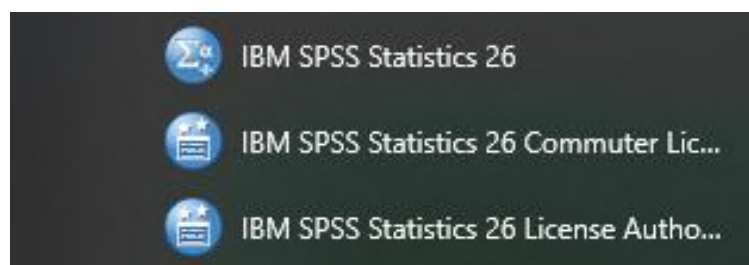 IBM SPSS Statistics 26
IBM SPSS Statistics 26 Commuter Lic...
IBM SPSS Statistics 26 License Autho...